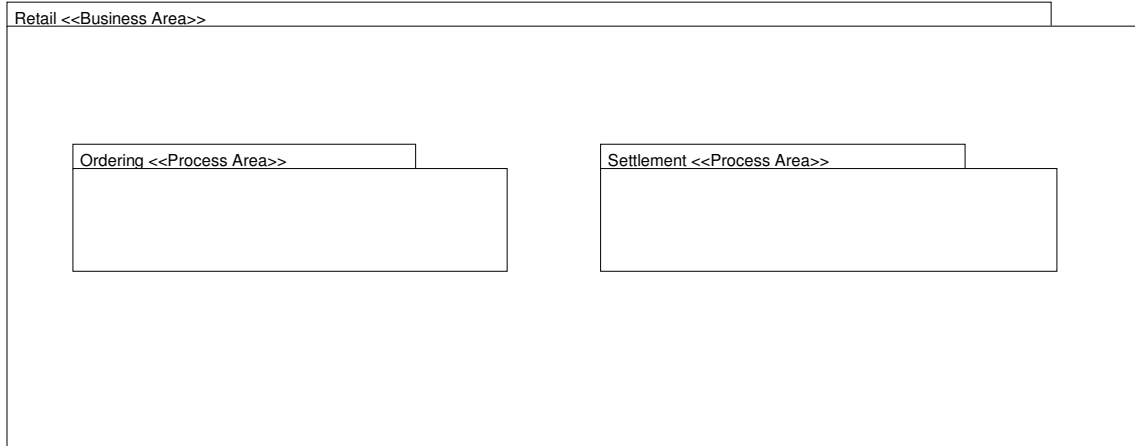 Retail <<Business Area>>
Ordering <<Process Area>>
Settlement <<Process Area>>